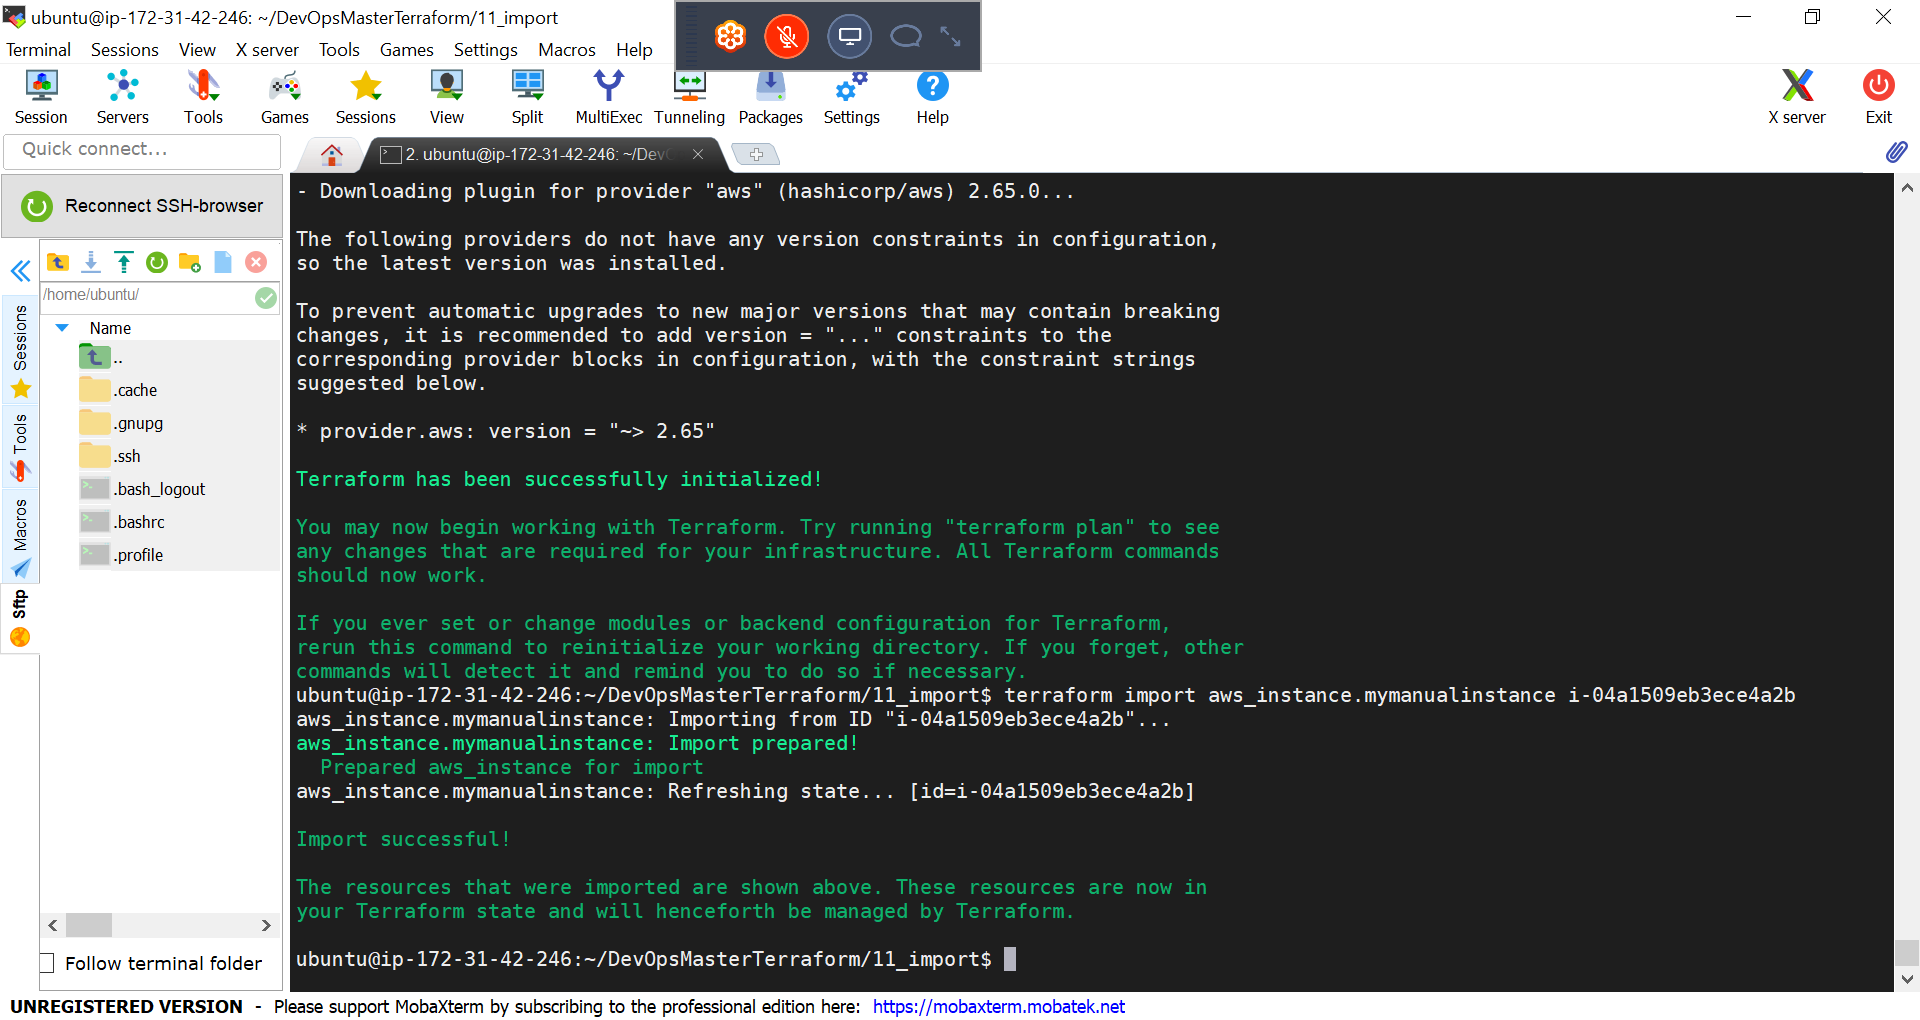 ubuntu@ip-172-31-42-246: ~/DevOpsMasterTerraform/11_import
Terminal Sessions View X server Tools Games Settings Macros Help
Session Servers Tools Games Sessions View Split MultiExec Tunneling Packages Settings Help X server Exit
Quick connect...
2. ubuntu@ip-172-31-42-246: ~/DevO
Reconnect SSH-browser
/home/ubuntu/
Name
..
.cache
.gnupg
.ssh
.bash_logout
.bashrc
.profile
Sessions
Tools
Macros
Sftp
Follow terminal folder
- Downloading plugin for provider "aws" (hashicorp/aws) 2.65.0...
The following providers do not have any version constraints in configuration,
so the latest version was installed.
To prevent automatic upgrades to new major versions that may contain breaking
changes, it is recommended to add version = "..." constraints to the
corresponding provider blocks in configuration, with the constraint strings
suggested below.
* provider.aws: version = "~> 2.65"
Terraform has been successfully initialized!
You may now begin working with Terraform. Try running "terraform plan" to see
any changes that are required for your infrastructure. All Terraform commands
should now work.
If you ever set or change modules or backend configuration for Terraform,
rerun this command to reinitialize your working directory. If you forget, other
commands will detect it and remind you to do so if necessary.
ubuntu@ip-172-31-42-246:~/DevOpsMasterTerraform/11_import$ terraform import aws_instance.mymanualinstance i-04a1509eb3ece4a2b
aws_instance.mymanualinstance: Importing from ID "i-04a1509eb3ece4a2b"...
aws_instance.mymanualinstance: Import prepared!
Prepared aws_instance for import
aws_instance.mymanualinstance: Refreshing state... [id=i-04a1509eb3ece4a2b]
Import successful!
The resources that were imported are shown above. These resources are now in
your Terraform state and will henceforth be managed by Terraform.
ubuntu@ip-172-31-42-246:~/DevOpsMasterTerraform/11_import$
UNREGISTERED VERSION - Please support MobaXterm by subscribing to the professional edition here: https://mobaxterm.mobatek.net